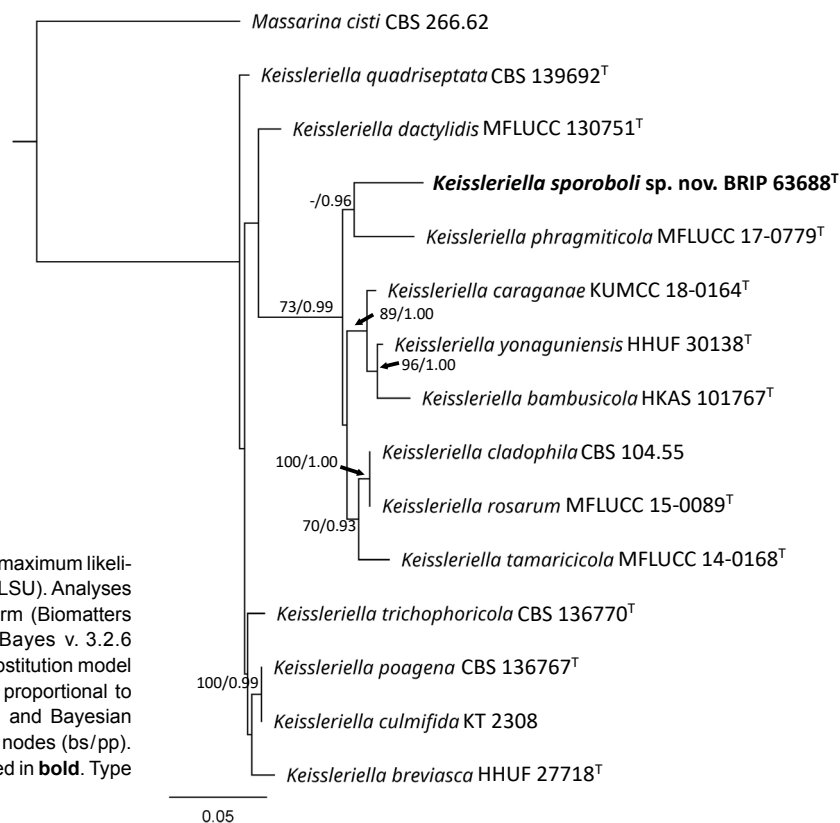 Massarina cisti CBS 266.62
Keissleriella quadriseptata CBS 139692T
Keissleriella dactylidis MFLUCC 130751T
Keissleriella sporoboli sp. nov. BRIP 63688T
-/0.96
Keissleriella phragmiticola MFLUCC 17-0779T
Keissleriella caraganae KUMCC 18-0164T
73/0.99
89/1.00
Keissleriella yonaguniensis HHUF 30138T
96/1.00
Keissleriella bambusicola HKAS 101767T
Keissleriella cladophila CBS 104.55
100/1.00
Keissleriella rosarum MFLUCC 15-0089T
70/0.93
Keissleriella tamaricicola MFLUCC 14-0168T
Keissleriella trichophoricola CBS 136770T
Keissleriella poagena CBS 136767T
100/0.99
Keissleriella culmifida KT 2308
Keissleriella breviasca HHUF 27718T
0.05
maximum likeli-
LSU). Analyses
rm (Biomatters
Bayes v. 3.2.6
ostitution model
proportional to
and Bayesian
nodes (bs/pp).
ed in bold. Type